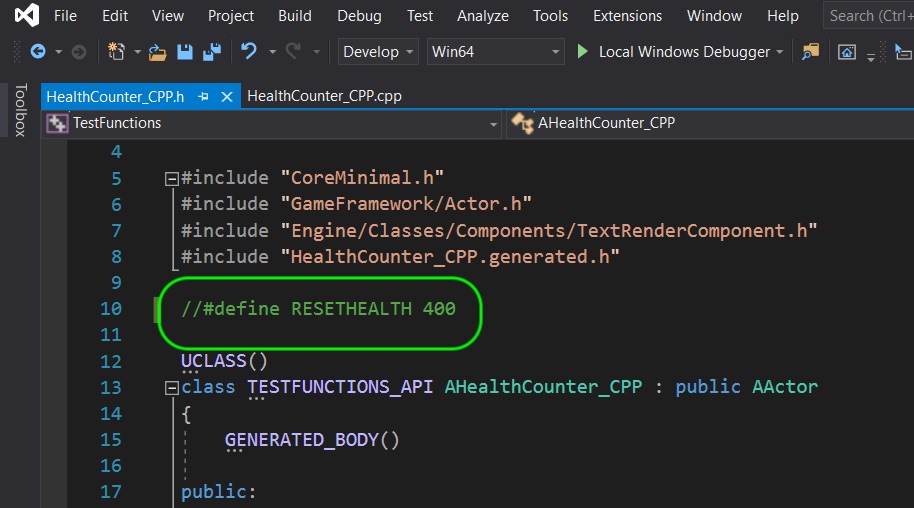 File Edit View Project Build Debug Test Analyze Tools Extensions Window Help Search (Ctrl+
Develop Win64 Local Windows Debugger
Toolbox
HealthCounter_CPP.h HealthCounter_CPP.cpp
TestFunctions AHealthCounter_CPP
4
5 #include "CoreMinimal.h"
6 #include "GameFramework/Actor.h"
7 #include "Engine/Classes/Components/TextRenderComponent.h"
8 #include "HealthCounter_CPP.generated.h"
9
10 //#define RESETHEALTH 400
11
12 UCLASS()
13 class TESTFUNCTIONS_API AHealthCounter_CPP : public AActor
14 {
15 GENERATED_BODY()
16
17 public: